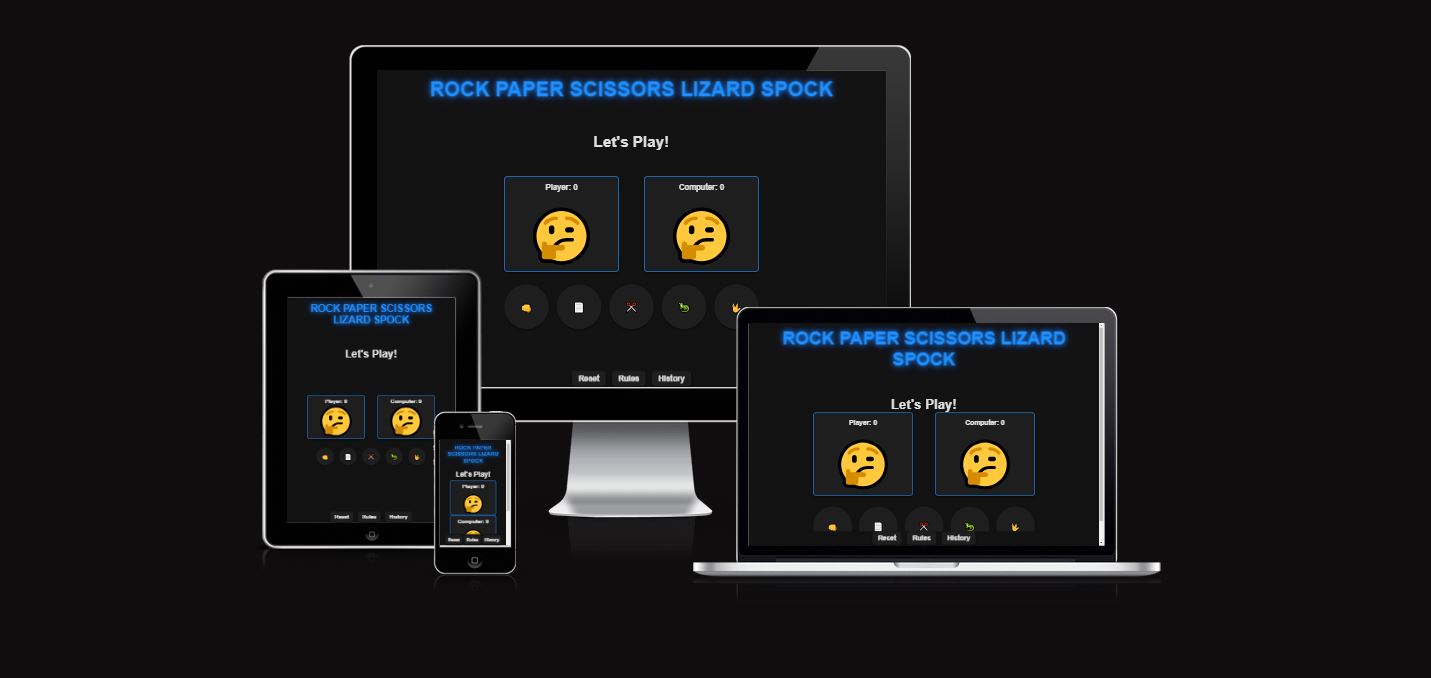 ROCK PAPER SCISSORS LIZARD SPOCK
Let's Play!
Player: 0 Computer: 0
Reset Rules History
ROCK PAPER SCISSORS
LIZARD SPOCK
Let's Play!
Player: 0 Computer: 0
Reset Rules History
ROCK PAPER
SCISSORS LIZARD
SPOCK
Let's Play!
Player: 0
Computer: 0
Reset Rules History
ROCK PAPER SCISSORS LIZARD
SPOCK
Let's Play!
Player: 0 Computer: 0
Reset Rules History